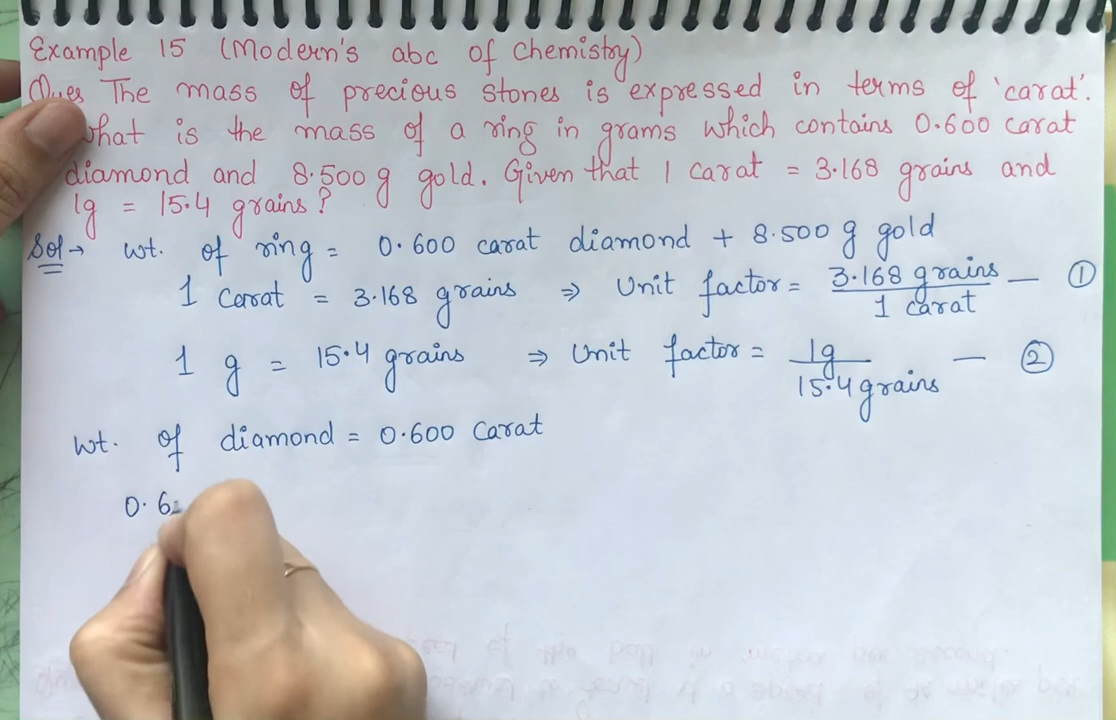 Example 15 (Modern's abc of Chemistry)
Ques The mass of precious stones is expressed in terms of 'carat'.
What is the mass of a ring in grams which contains 0.600 carat
diamond and 8.500 g gold. Given that 1 carat = 3.168 grains and
1g = 15.4 grains?
Sol→ wt. of ring = 0.600 carat diamond + 8.500 g gold
1 Carat = 3.168 grains ⇒ Unit factor = 3.168 grains / 1 carat — ①
1 g = 15.4 grains ⇒ Unit factor = 1g / 15.4 grains — ②
Wt. of diamond = 0.600 Carat
0.6